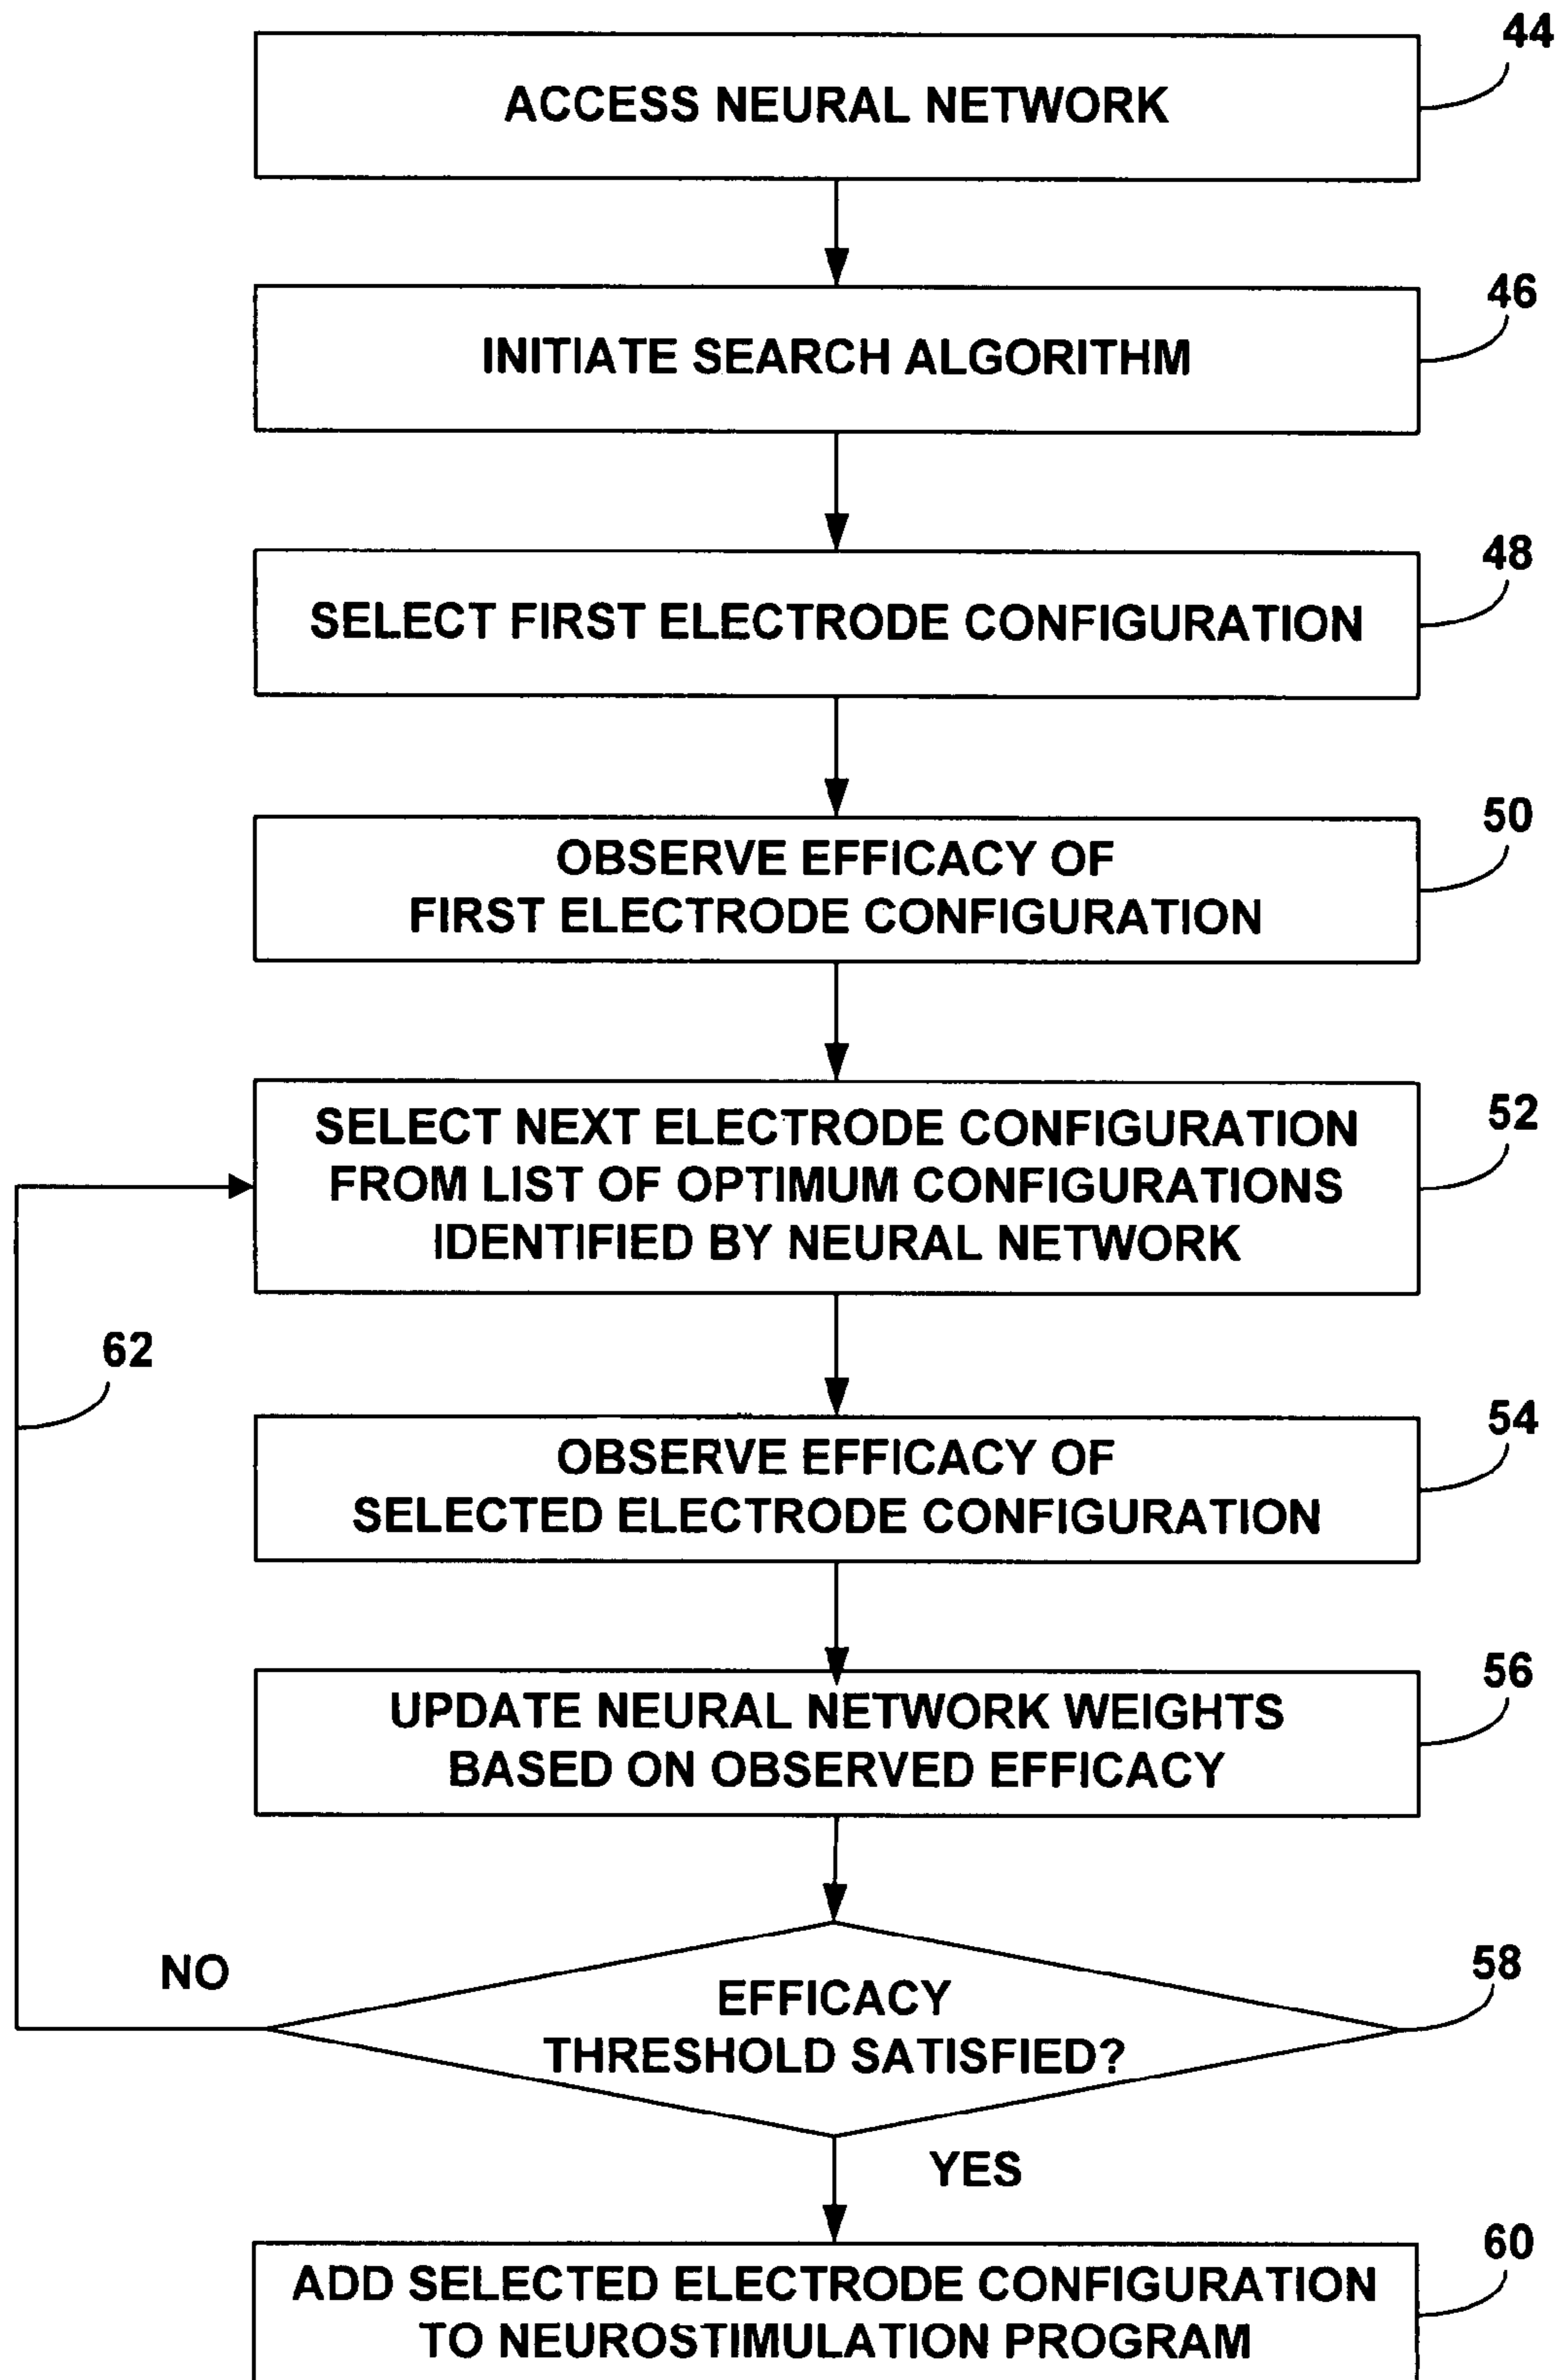 44
ACCESS NEURAL NETWORK
46
INITIATE SEARCH ALGORITHM
48
SELECT FIRST ELECTRODE CONFIGURATION
50
OBSERVE EFFICACY OF
FIRST ELECTRODE CONFIGURATION
52
SELECT NEXT ELECTRODE CONFIGURATION
FROM LIST OF OPTIMUM CONFIGURATIONS
IDENTIFIED BY NEURAL NETWORK
62
54
OBSERVE EFFICACY OF
SELECTED ELECTRODE CONFIGURATION
56
UPDATE NEURAL NETWORK WEIGHTS
BASED ON OBSERVED EFFICACY
NO
58
EFFICACY
THRESHOLD SATISFIED?
YES
60
ADD SELECTED ELECTRODE CONFIGURATION
TO NEUROSTIMULATION PROGRAM